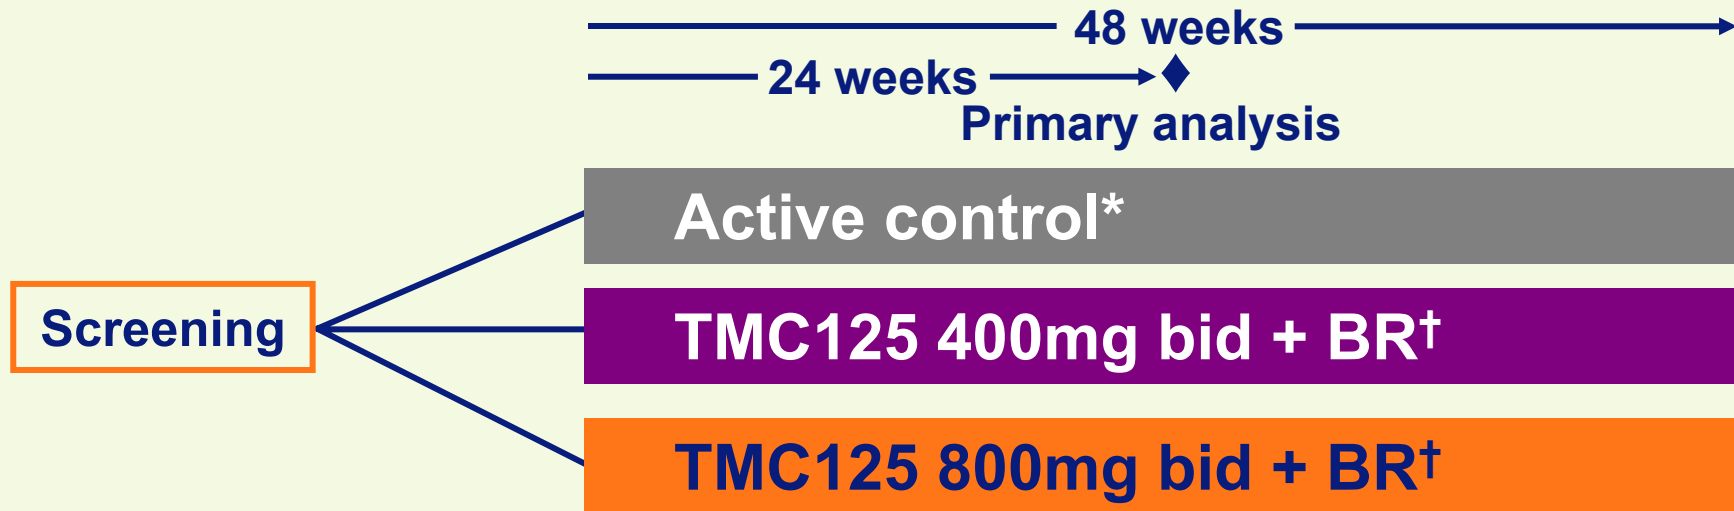 48 weeks
24 weeks
Primary analysis
Active control*
Screening
TMC125 400mg bid + BR†
TMC125 800mg bid + BR†